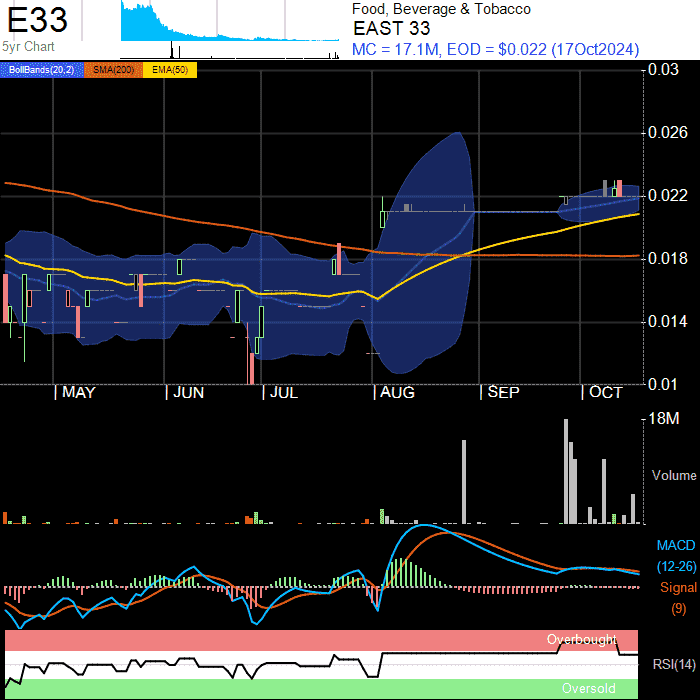 E33
5yr Chart
Food, Beverage & Tobacco
EAST 33
MC = 17.1M, EOD = $0.022 (17Oct2024)
BollBands(20,2) SMA(200) EMA(50)
0.03
0.026
0.022
0.018
0.014
0.01
MAY JUN JUL AUG SEP OCT
18M
Volume
MACD
(12-26)
Signal
(9)
Overbought
RSI(14)
Oversold